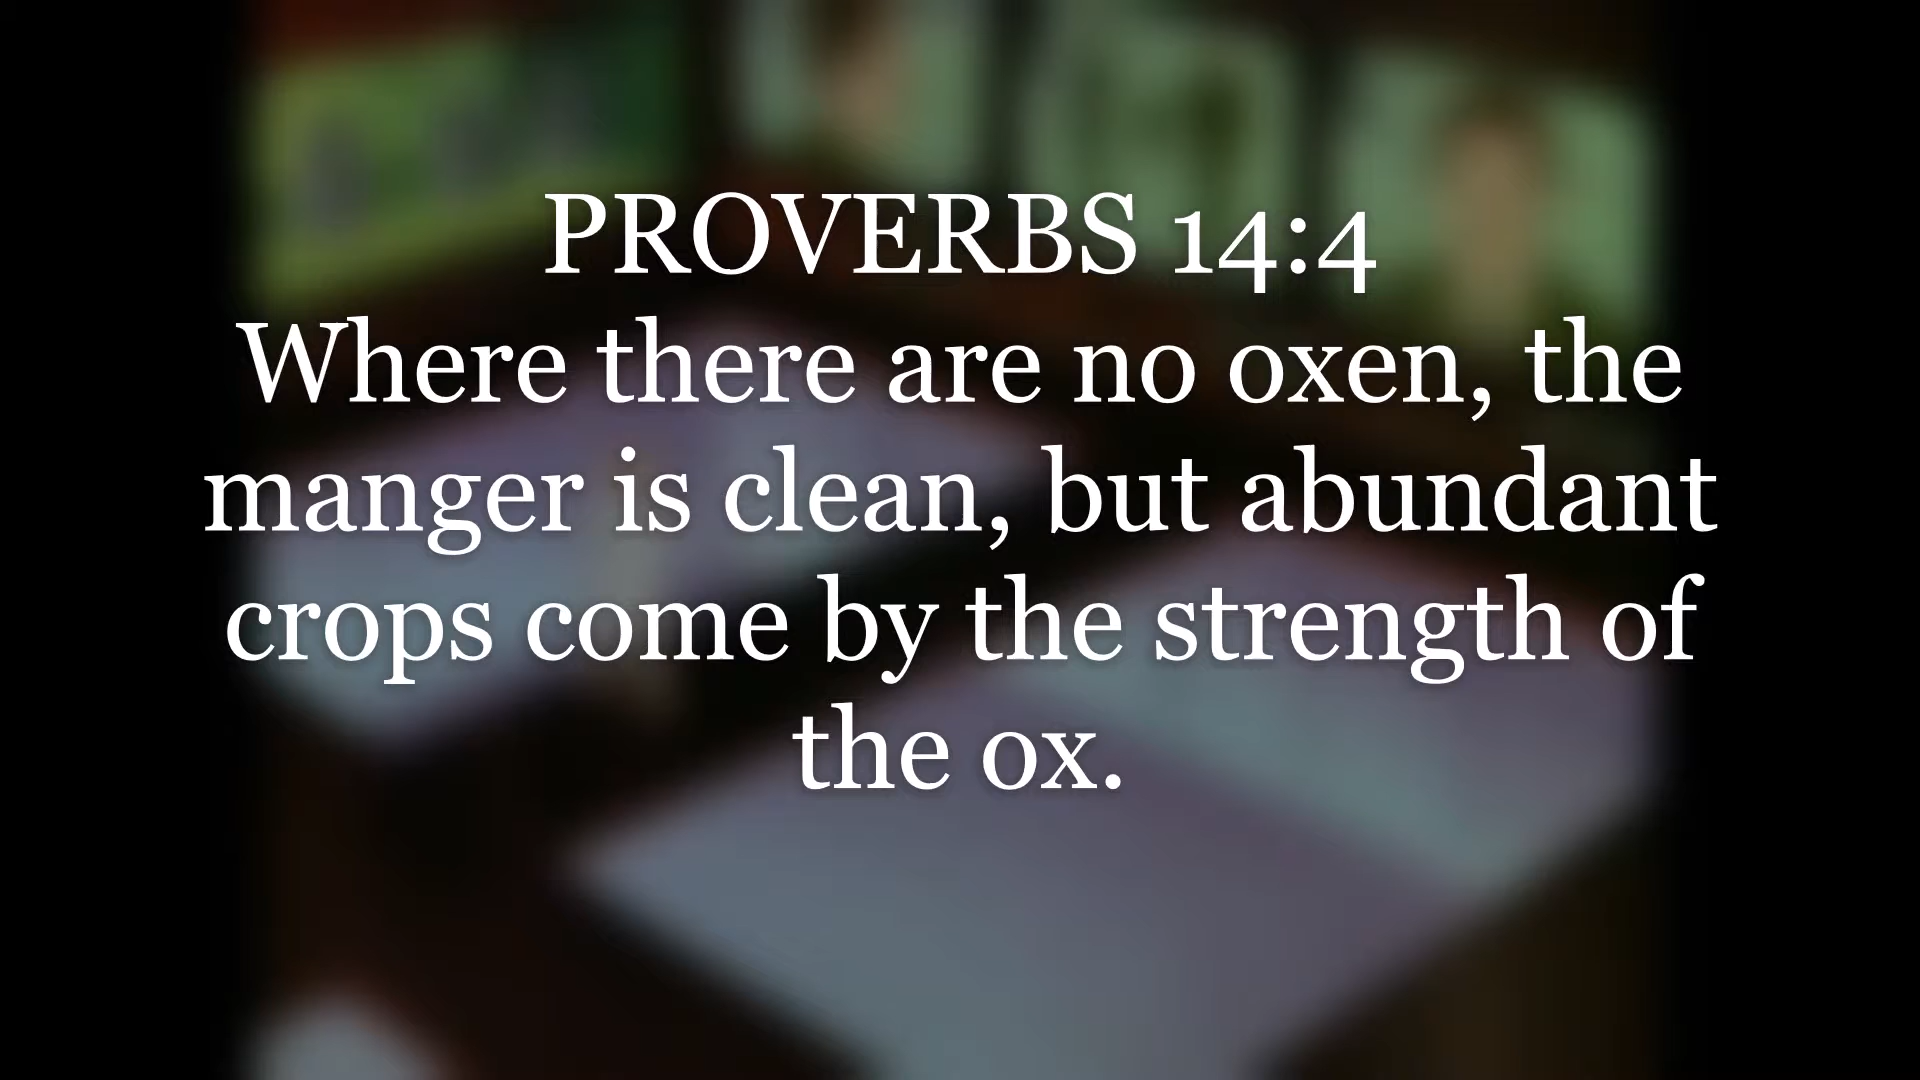 PROVERBS 14:4
Where there are no oxen, the
manger is clean, but abundant
crops come by the strength of
the ox.